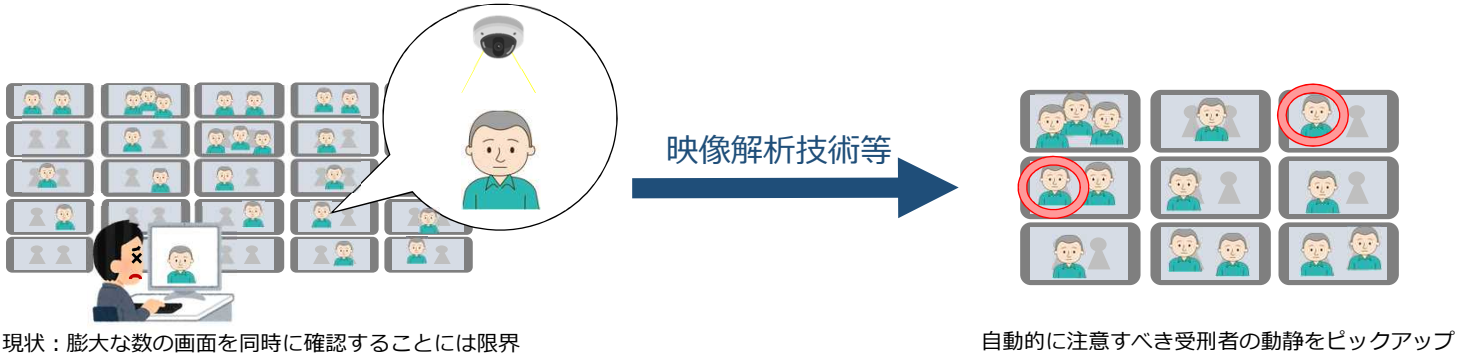 映像解析技術等
現状：膨大な数の画面を同時に確認することには限界
自動的に注意すべき受刑者の動静をピックアップ